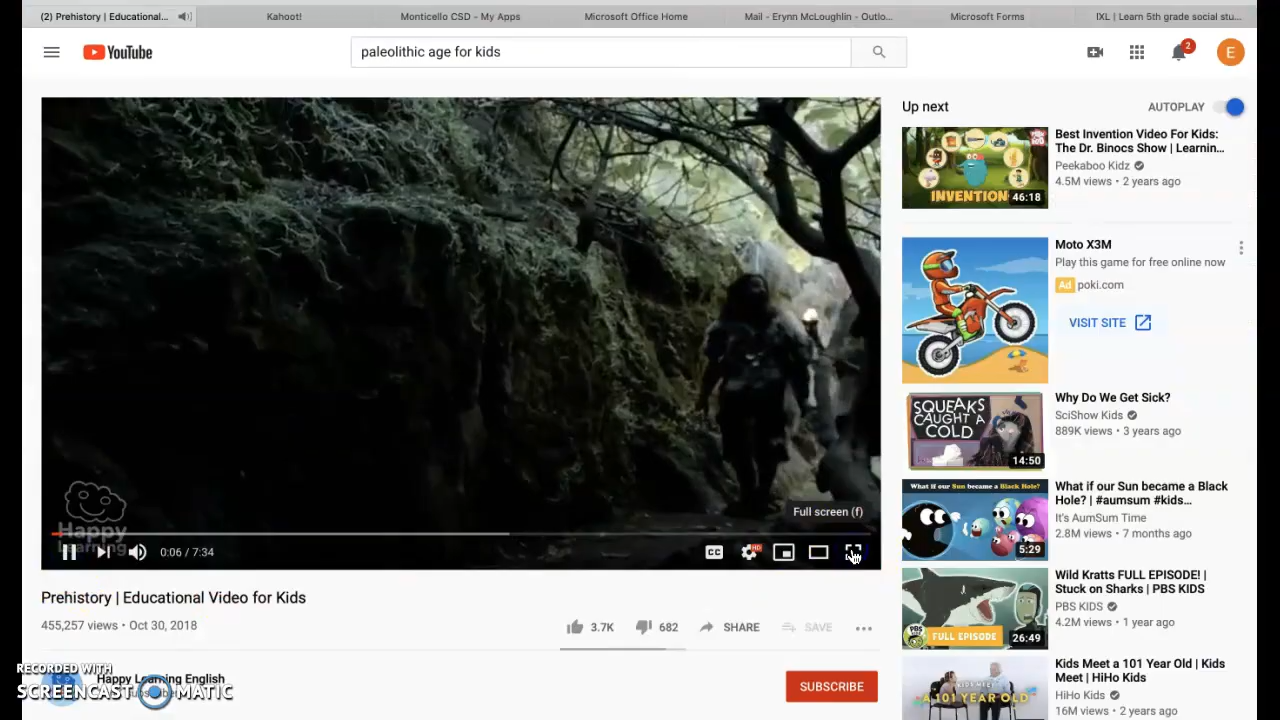 (2) Prehistory | Educational...
Kahoot!
Monticello CSD - My Apps
Microsoft Office Home
Mail - Erynn McLoughlin - Outlo...
Microsoft Forms
IXL | Learn 5th grade social stu...
YouTube
paleolithic age for kids
2
E
Up next
AUTOPLAY
INVENTION
46:18
Best Invention Video For Kids:
The Dr. Binocs Show | Learnin...
Peekaboo Kidz
4.5M views • 2 years ago
Moto X3M
Play this game for free online now
Ad poki.com
VISIT SITE
SQUEAKS
CAUGHT A
COLD
14:50
Why Do We Get Sick?
SciShow Kids
889K views • 3 years ago
What if our Sun became a Black Hole?
5:29
What if our Sun became a Black
Hole? | #aumsum #kids...
It's AumSum Time
2.8M views • 7 months ago
PBS KIDS
FULL EPISODE
26:49
Wild Kratts FULL EPISODE! |
Stuck on Sharks | PBS KIDS
PBS KIDS
4.2M views • 1 year ago
KIDS MEET
A 101 YEAR OLD
Kids Meet a 101 Year Old | Kids
Meet | HiHo Kids
HiHo Kids
16M views • 2 years ago
Happy
Learning
Full screen (f)
0:06 / 7:34
CC
HD
Prehistory | Educational Video for Kids
455,257 views • Oct 30, 2018
3.7K
682
SHARE
SAVE
Happy Learning English
SUBSCRIBE
RECORDED WITH
SCREENCAST-O-MATIC